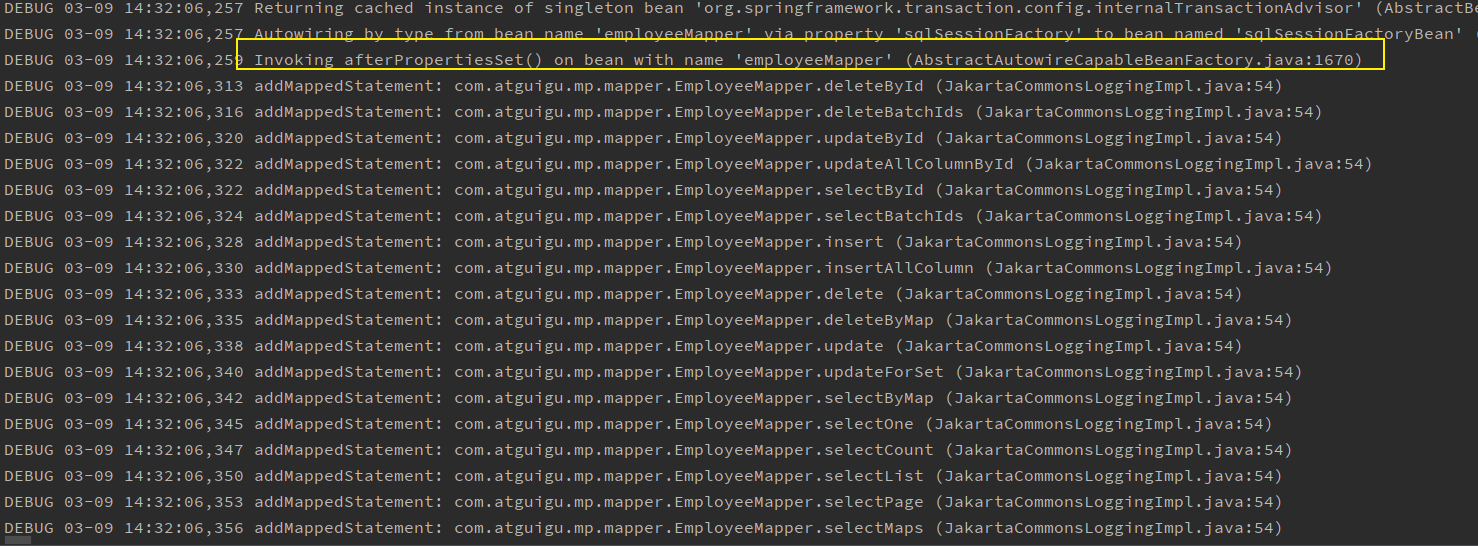 DEBUG 03-09 14:32:06,257 Returning cached instance of singleton bean 'org.springframework.transaction.config.internalTransactionAdvisor' (AbstractBe
DEBUG 03-09 14:32:06,257 Autowiring by type from bean name 'employeeMapper' via property 'sqlSessionFactory' to bean named 'sqlSessionFactoryBean' (
DEBUG 03-09 14:32:06,259 Invoking afterPropertiesSet() on bean with name 'employeeMapper' (AbstractAutowireCapableBeanFactory.java:1670)
DEBUG 03-09 14:32:06,313 addMappedStatement: com.atguigu.mp.mapper.EmployeeMapper.deleteById (JakartaCommonsLoggingImpl.java:54)
DEBUG 03-09 14:32:06,316 addMappedStatement: com.atguigu.mp.mapper.EmployeeMapper.deleteBatchIds (JakartaCommonsLoggingImpl.java:54)
DEBUG 03-09 14:32:06,320 addMappedStatement: com.atguigu.mp.mapper.EmployeeMapper.updateById (JakartaCommonsLoggingImpl.java:54)
DEBUG 03-09 14:32:06,322 addMappedStatement: com.atguigu.mp.mapper.EmployeeMapper.updateAllColumnById (JakartaCommonsLoggingImpl.java:54)
DEBUG 03-09 14:32:06,322 addMappedStatement: com.atguigu.mp.mapper.EmployeeMapper.selectById (JakartaCommonsLoggingImpl.java:54)
DEBUG 03-09 14:32:06,324 addMappedStatement: com.atguigu.mp.mapper.EmployeeMapper.selectBatchIds (JakartaCommonsLoggingImpl.java:54)
DEBUG 03-09 14:32:06,328 addMappedStatement: com.atguigu.mp.mapper.EmployeeMapper.insert (JakartaCommonsLoggingImpl.java:54)
DEBUG 03-09 14:32:06,330 addMappedStatement: com.atguigu.mp.mapper.EmployeeMapper.insertAllColumn (JakartaCommonsLoggingImpl.java:54)
DEBUG 03-09 14:32:06,333 addMappedStatement: com.atguigu.mp.mapper.EmployeeMapper.delete (JakartaCommonsLoggingImpl.java:54)
DEBUG 03-09 14:32:06,335 addMappedStatement: com.atguigu.mp.mapper.EmployeeMapper.deleteByMap (JakartaCommonsLoggingImpl.java:54)
DEBUG 03-09 14:32:06,338 addMappedStatement: com.atguigu.mp.mapper.EmployeeMapper.update (JakartaCommonsLoggingImpl.java:54)
DEBUG 03-09 14:32:06,340 addMappedStatement: com.atguigu.mp.mapper.EmployeeMapper.updateForSet (JakartaCommonsLoggingImpl.java:54)
DEBUG 03-09 14:32:06,342 addMappedStatement: com.atguigu.mp.mapper.EmployeeMapper.selectByMap (JakartaCommonsLoggingImpl.java:54)
DEBUG 03-09 14:32:06,345 addMappedStatement: com.atguigu.mp.mapper.EmployeeMapper.selectOne (JakartaCommonsLoggingImpl.java:54)
DEBUG 03-09 14:32:06,347 addMappedStatement: com.atguigu.mp.mapper.EmployeeMapper.selectCount (JakartaCommonsLoggingImpl.java:54)
DEBUG 03-09 14:32:06,350 addMappedStatement: com.atguigu.mp.mapper.EmployeeMapper.selectList (JakartaCommonsLoggingImpl.java:54)
DEBUG 03-09 14:32:06,353 addMappedStatement: com.atguigu.mp.mapper.EmployeeMapper.selectPage (JakartaCommonsLoggingImpl.java:54)
DEBUG 03-09 14:32:06,356 addMappedStatement: com.atguigu.mp.mapper.EmployeeMapper.selectMaps (JakartaCommonsLoggingImpl.java:54)